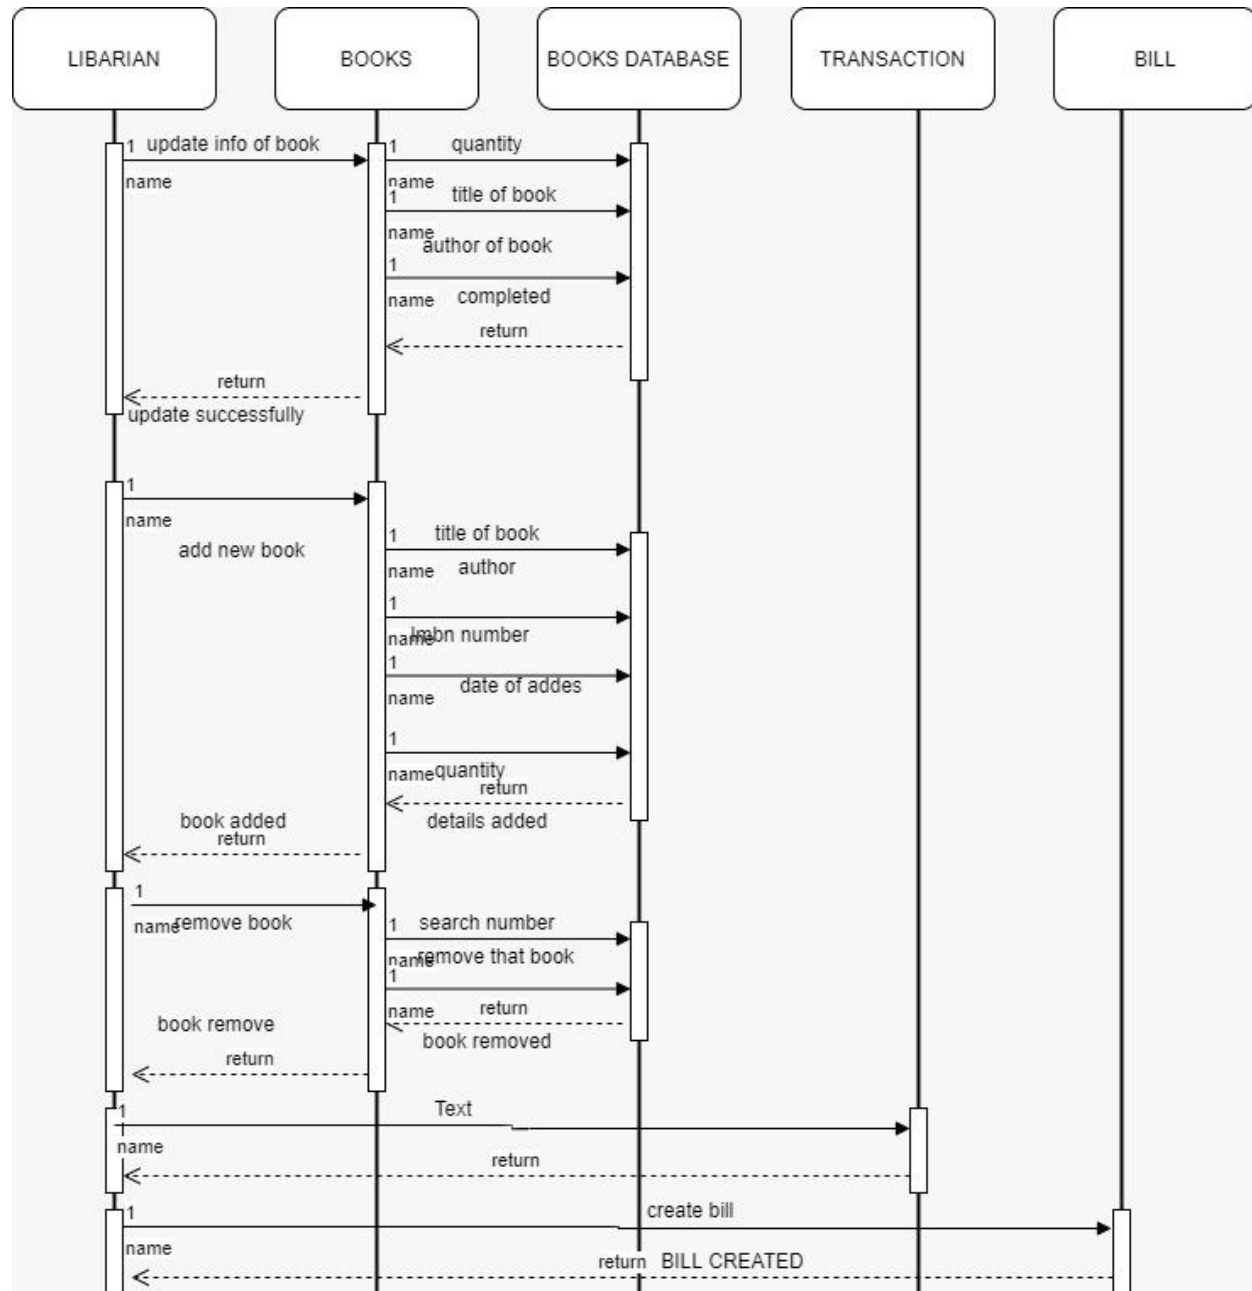 LIBARIAN
BOOKS
BOOKS DATABASE
TRANSACTION
BILL
1 update info of book
name
1 quantity
name
1 title of book
name
author of book
1
name completed
return
return
update successfully
1
name
add new book
1 title of book
name author
1
name lmbn number
1
name date of addes
1
name quantity
return
details added
book added
return
1
name remove book
1 search number
name remove that book
1
name return
book removed
book remove
return
1 Text
name
return
1 create bill
name
return BILL CREATED